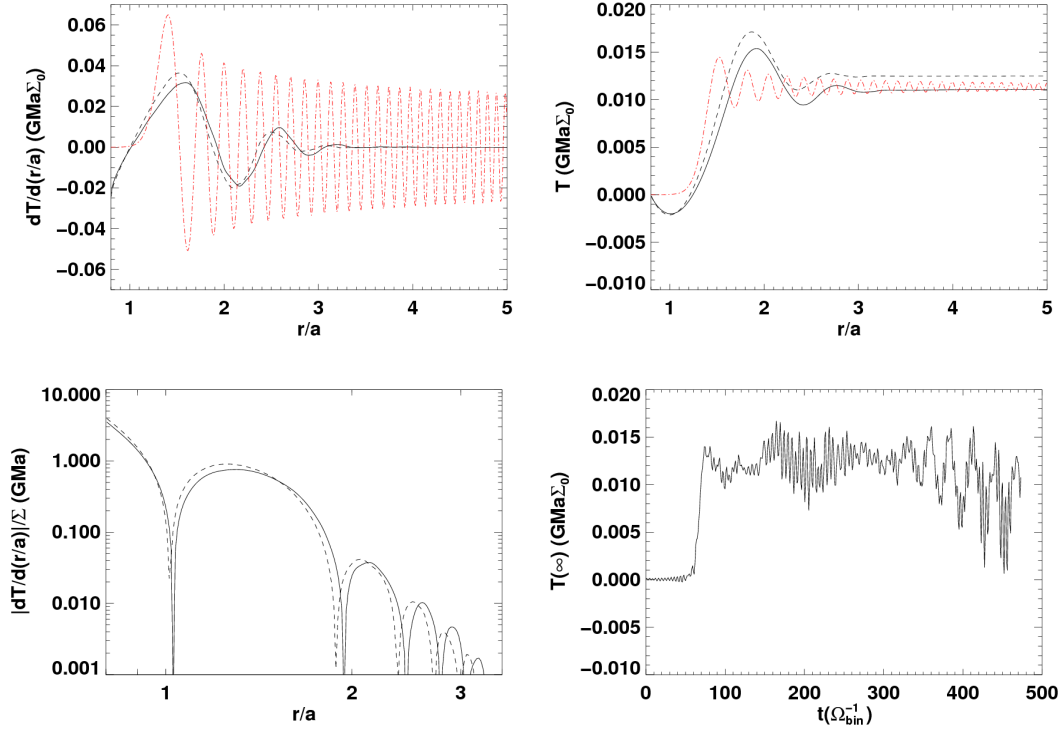 dT/d(r/a) (GMaΣ₀)
0.06
0.04
0.02
0.00
−0.02
−0.04
−0.06
1 2 3 4 5
r/a
T (GMaΣ₀)
0.020
0.015
0.010
0.005
0.000
−0.005
−0.010
1 2 3 4 5
r/a
|dT/d(r/a)|/Σ (GMa)
10.000
1.000
0.100
0.010
0.001
1 2 3
r/a
T(∞) (GMaΣ₀)
0.020
0.015
0.010
0.005
0.000
−0.005
−0.010
0 100 200 300 400 500
t(Ω⁻¹bin)